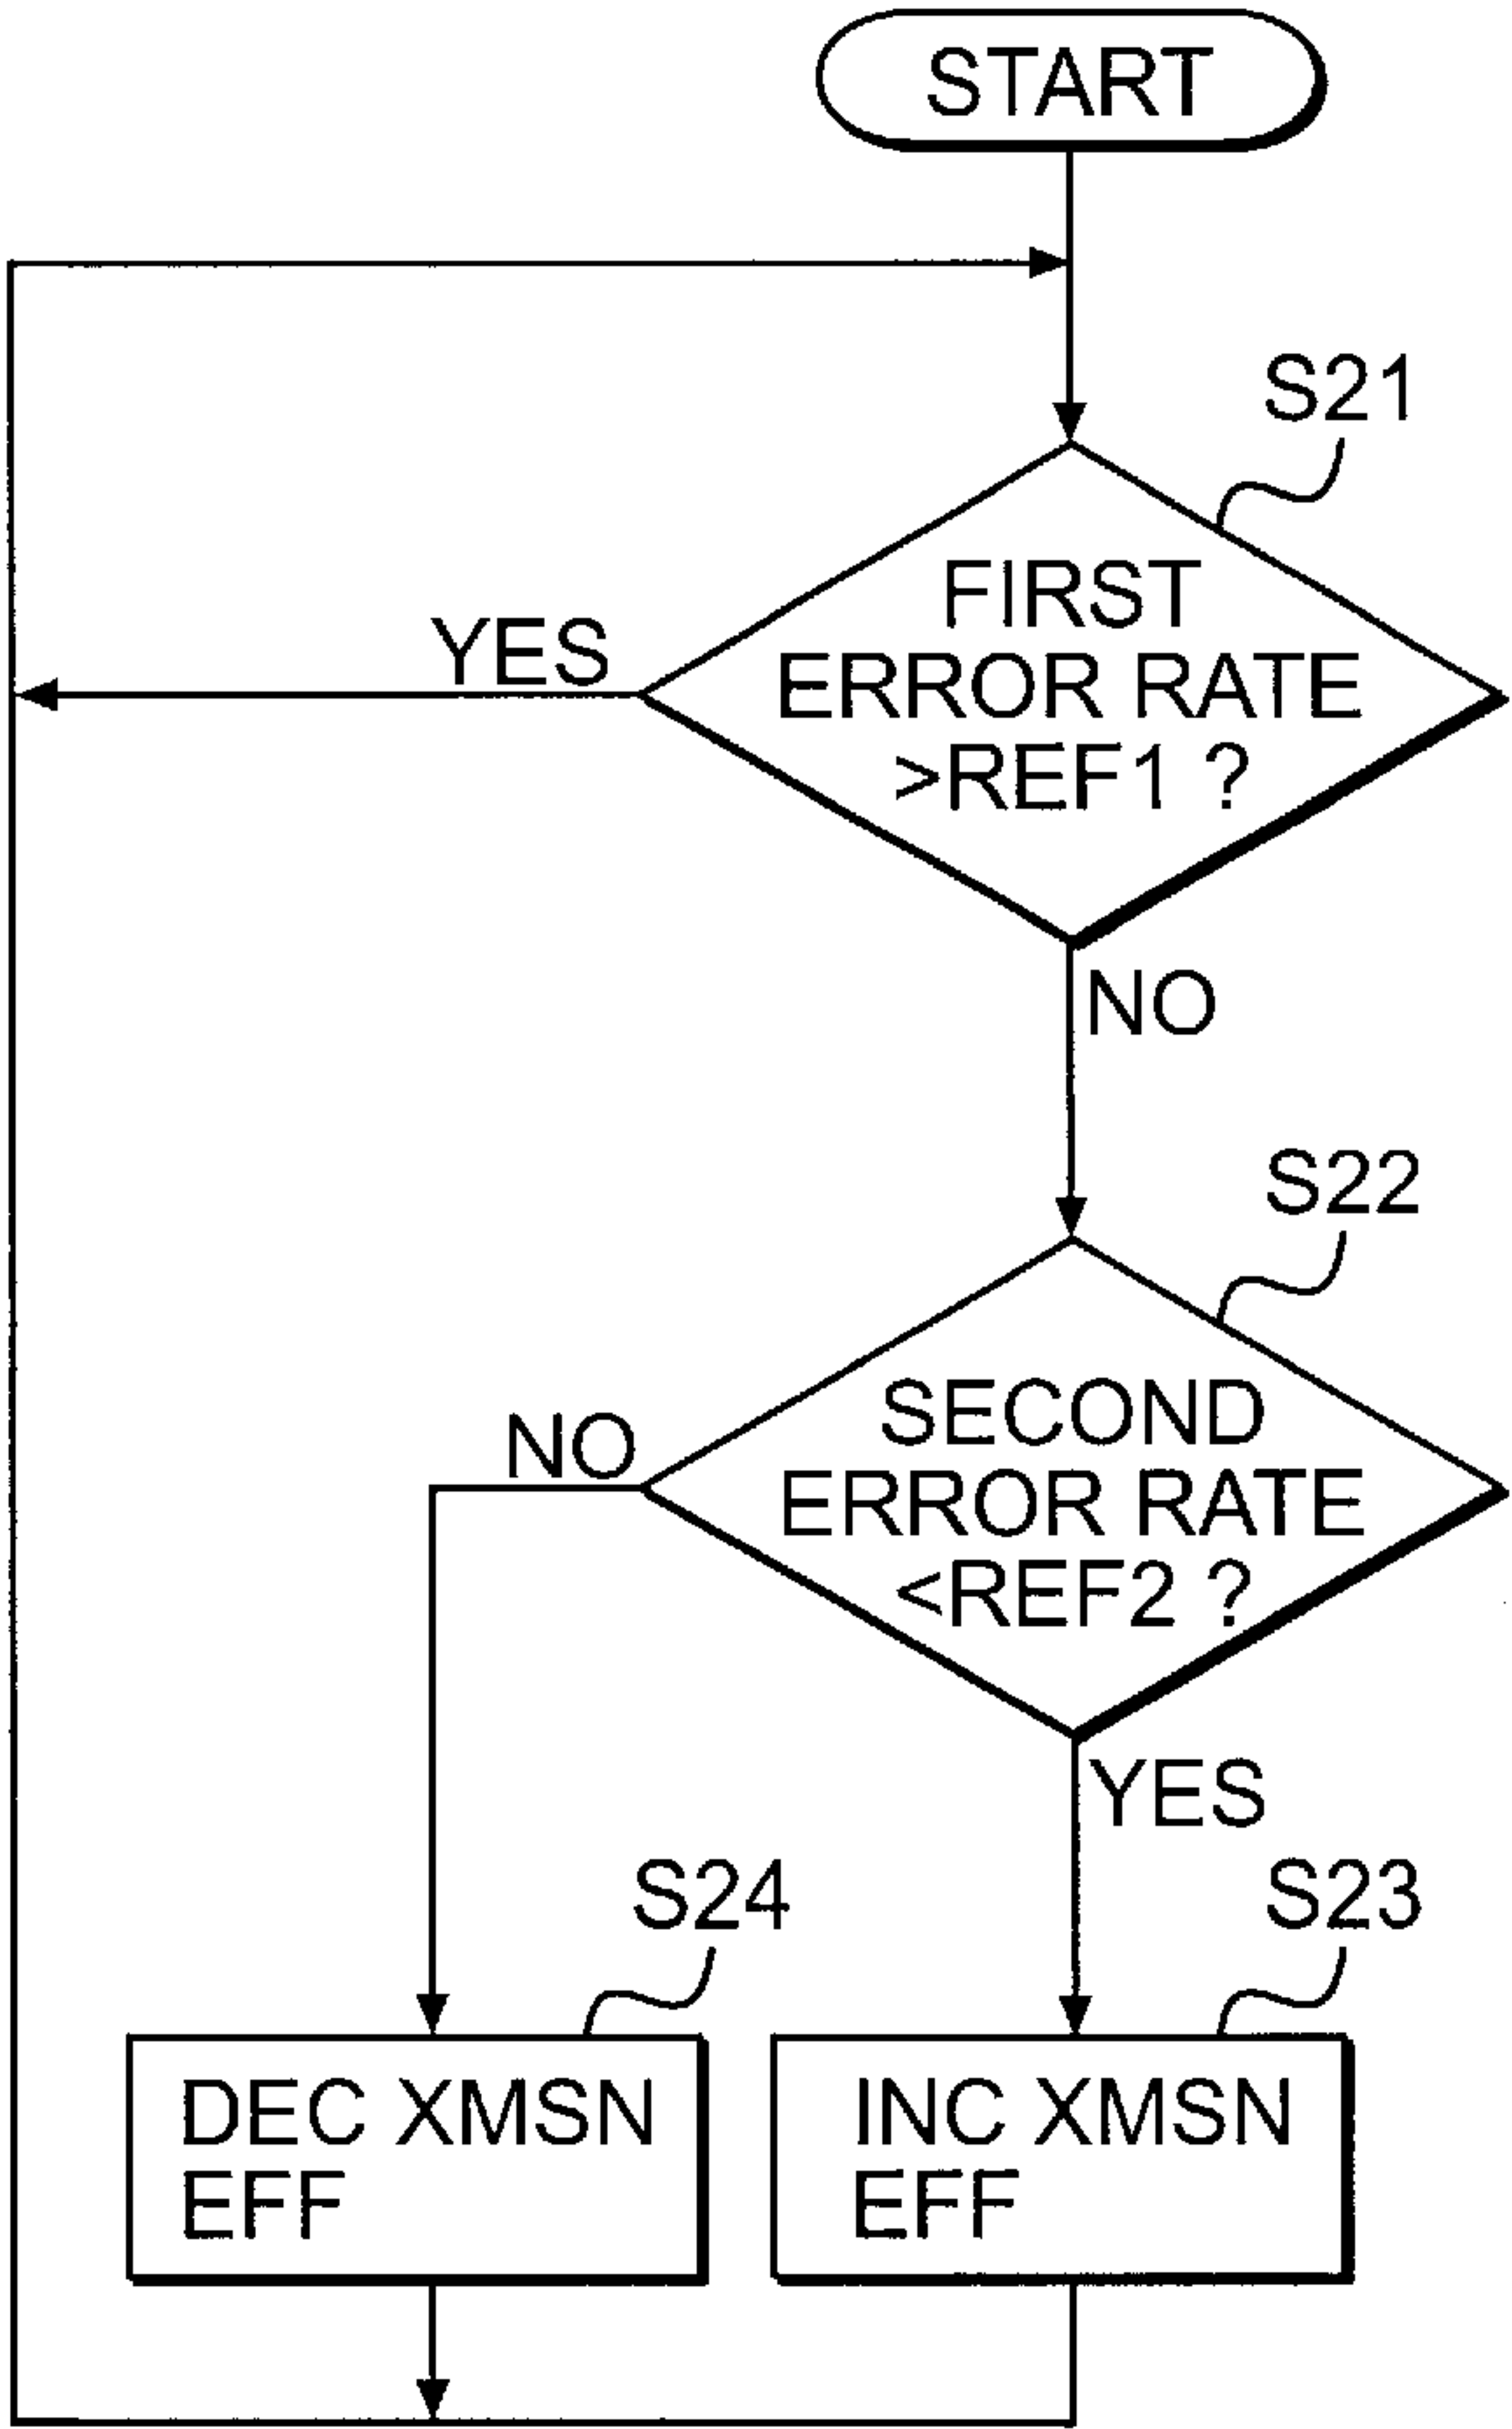 START
S21
FIRST
ERROR RATE
>REF1 ?
YES
NO
S22
SECOND
ERROR RATE
<REF2 ?
NO
YES
S24
S23
DEC XMSN
EFF
INC XMSN
EFF